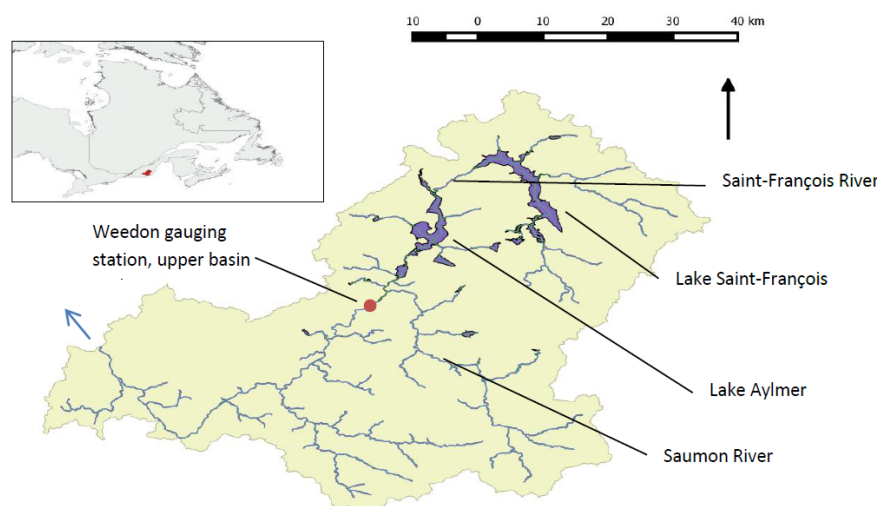 10 0 10 20 30 40 km
Saint-François River
Weedon gauging
station, upper basin
Lake Saint-François
Lake Aylmer
Saumon River